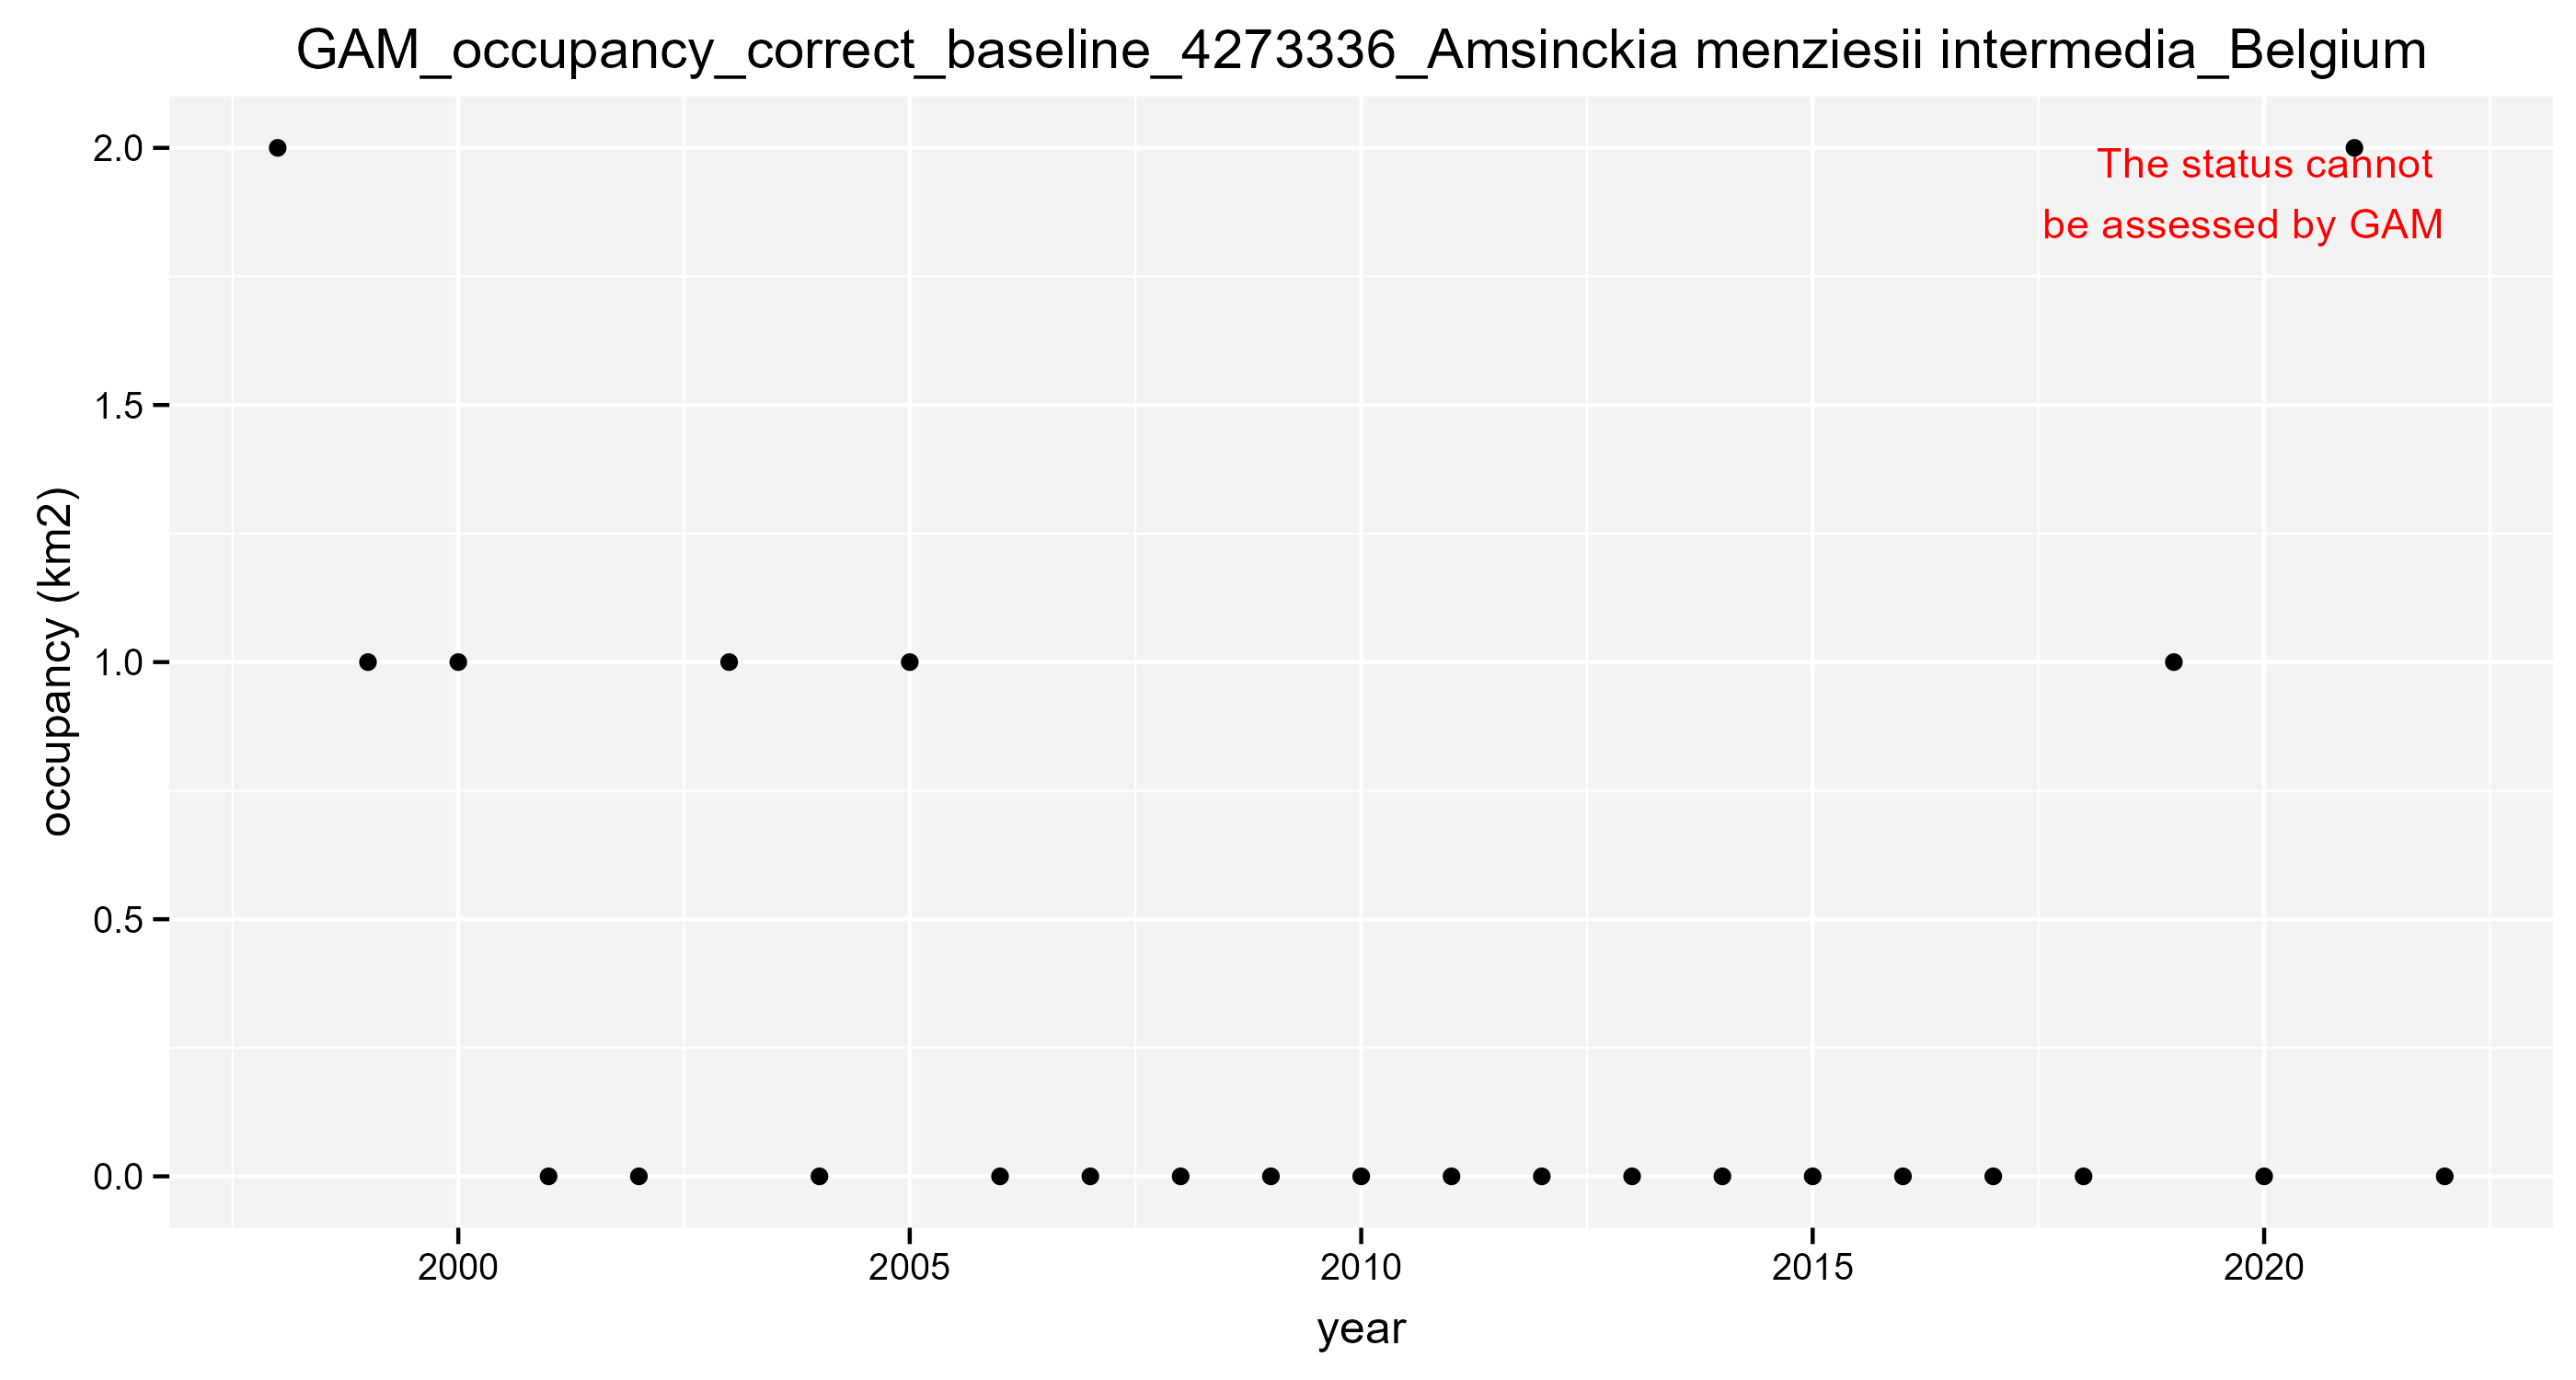 GAM_occupancy_correct_baseline_4273336_Amsinckia menziesii intermedia_Belgium
2.0
1.5
1.0
0.5
0.0
occupancy (km2)
The status cannot
be assessed by GAM
2000
2005
2010
2015
2020
year